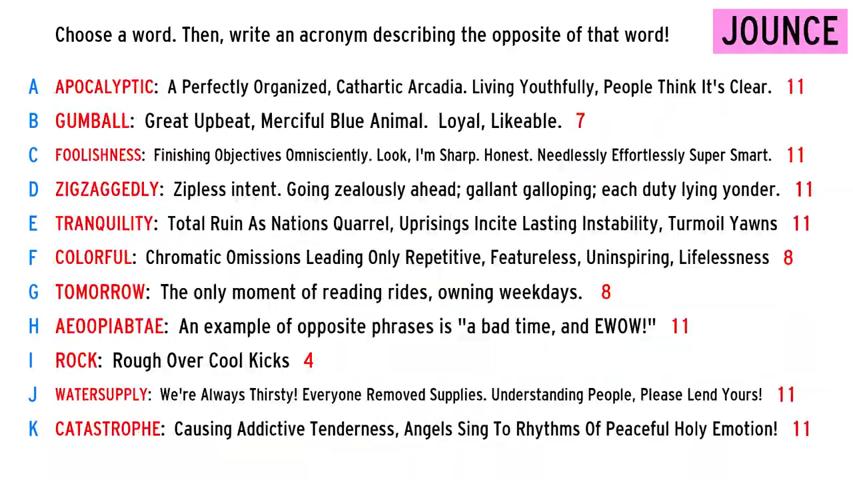 Choose a word. Then, write an acronym describing the opposite of that word!
JOUNCE
A APOCALYPTIC: A Perfectly Organized, Cathartic Arcadia. Living Youthfully, People Think It's Clear. 11
B GUMBALL: Great Upbeat, Merciful Blue Animal. Loyal, Likeable. 7
C FOOLISHNESS: Finishing Objectives Omnisciently. Look, I'm Sharp. Honest. Needlessly Effortlessly Super Smart. 11
D ZIGZAGGEDLY: Zipless intent. Going zealously ahead; gallant galloping; each duty lying yonder. 11
E TRANQUILITY: Total Ruin As Nations Quarrel, Uprisings Incite Lasting Instability, Turmoil Yawns 11
F COLORFUL: Chromatic Omissions Leading Only Repetitive, Featureless, Uninspiring, Lifelessness 8
G TOMORROW: The only moment of reading rides, owning weekdays. 8
H AEOOPIABTAE: An example of opposite phrases is "a bad time, and EWOW!" 11
I ROCK: Rough Over Cool Kicks 4
J WATERSUPPLY: We're Always Thirsty! Everyone Removed Supplies. Understanding People, Please Lend Yours! 11
K CATASTROPHE: Causing Addictive Tenderness, Angels Sing To Rhythms Of Peaceful Holy Emotion! 11